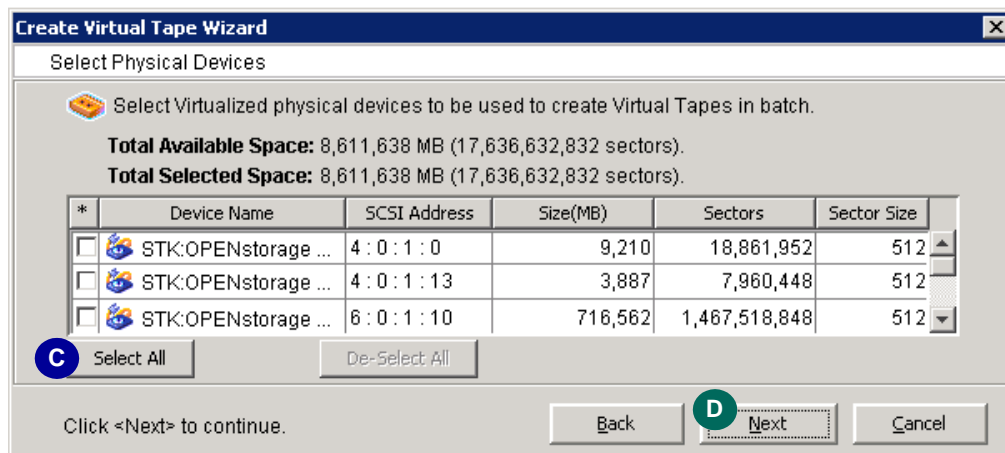 Create Virtual Tape Wizard
Select Physical Devices
Select Virtualized physical devices to be used to create Virtual Tapes in batch.
Total Available Space: 8,611,638 MB (17,636,632,832 sectors).
Total Selected Space: 8,611,638 MB (17,636,632,832 sectors).
* Device Name SCSI Address Size(MB) Sectors Sector Size
STK:OPENstorage ... 4 : 0 : 1 : 0 9,210 18,861,952 512
STK:OPENstorage ... 4 : 0 : 1 : 13 3,887 7,960,448 512
STK:OPENstorage ... 6 : 0 : 1 : 10 716,562 1,467,518,848 512
C Select All De-Select All
Click <Next> to continue. Back D Next Cancel